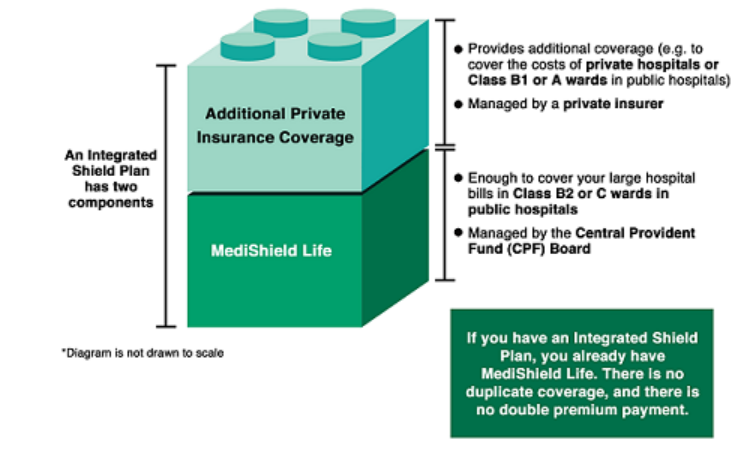 An Integrated
Shield Plan
has two
components
Additional Private
Insurance Coverage
MediShield Life
● Provides additional coverage (e.g. to
cover the costs of private hospitals or
Class B1 or A wards in public hospitals)
● Managed by a private insurer
● Enough to cover your large hospital
bills in Class B2 or C wards in
public hospitals
● Managed by the Central Provident
Fund (CPF) Board
*Diagram is not drawn to scale
If you have an Integrated Shield
Plan, you already have
MediShield Life. There is no
duplicate coverage, and there is
no double premium payment.